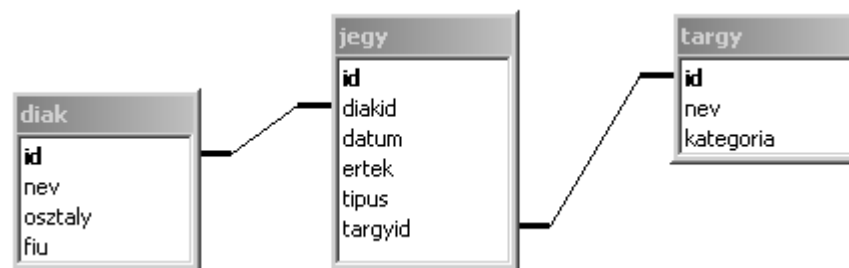 diak
id
nev
osztaly
fiu
jegy
id
diakid
datum
ertek
tipus
targyid
targy
id
nev
kategoria